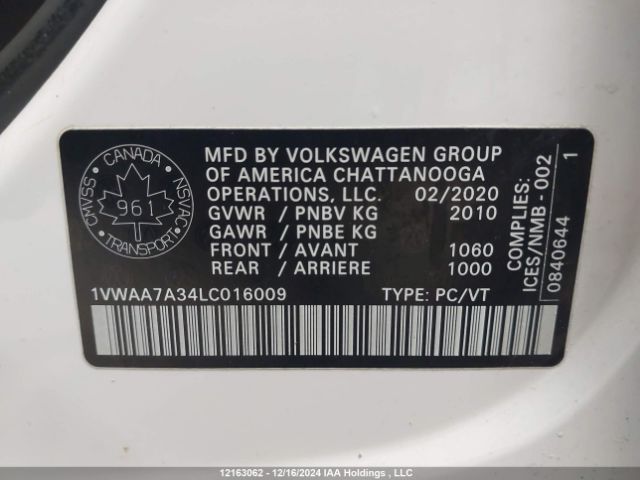 CMVSS CANADA NSVAC
961
TRANSPORT
MFD BY VOLKSWAGEN GROUP
OF AMERICA CHATTANOOGA
OPERATIONS, LLC. 02/2020
GVWR / PNBV KG 2010
GAWR / PNBE KG
FRONT / AVANT 1060
REAR / ARRIERE 1000
1VWAA7A34LC016009 TYPE: PC/VT
COMPLIES:
ICES/NMB - 002
0840644 1
12163062 - 12/16/2024 IAA Holdings , LLC